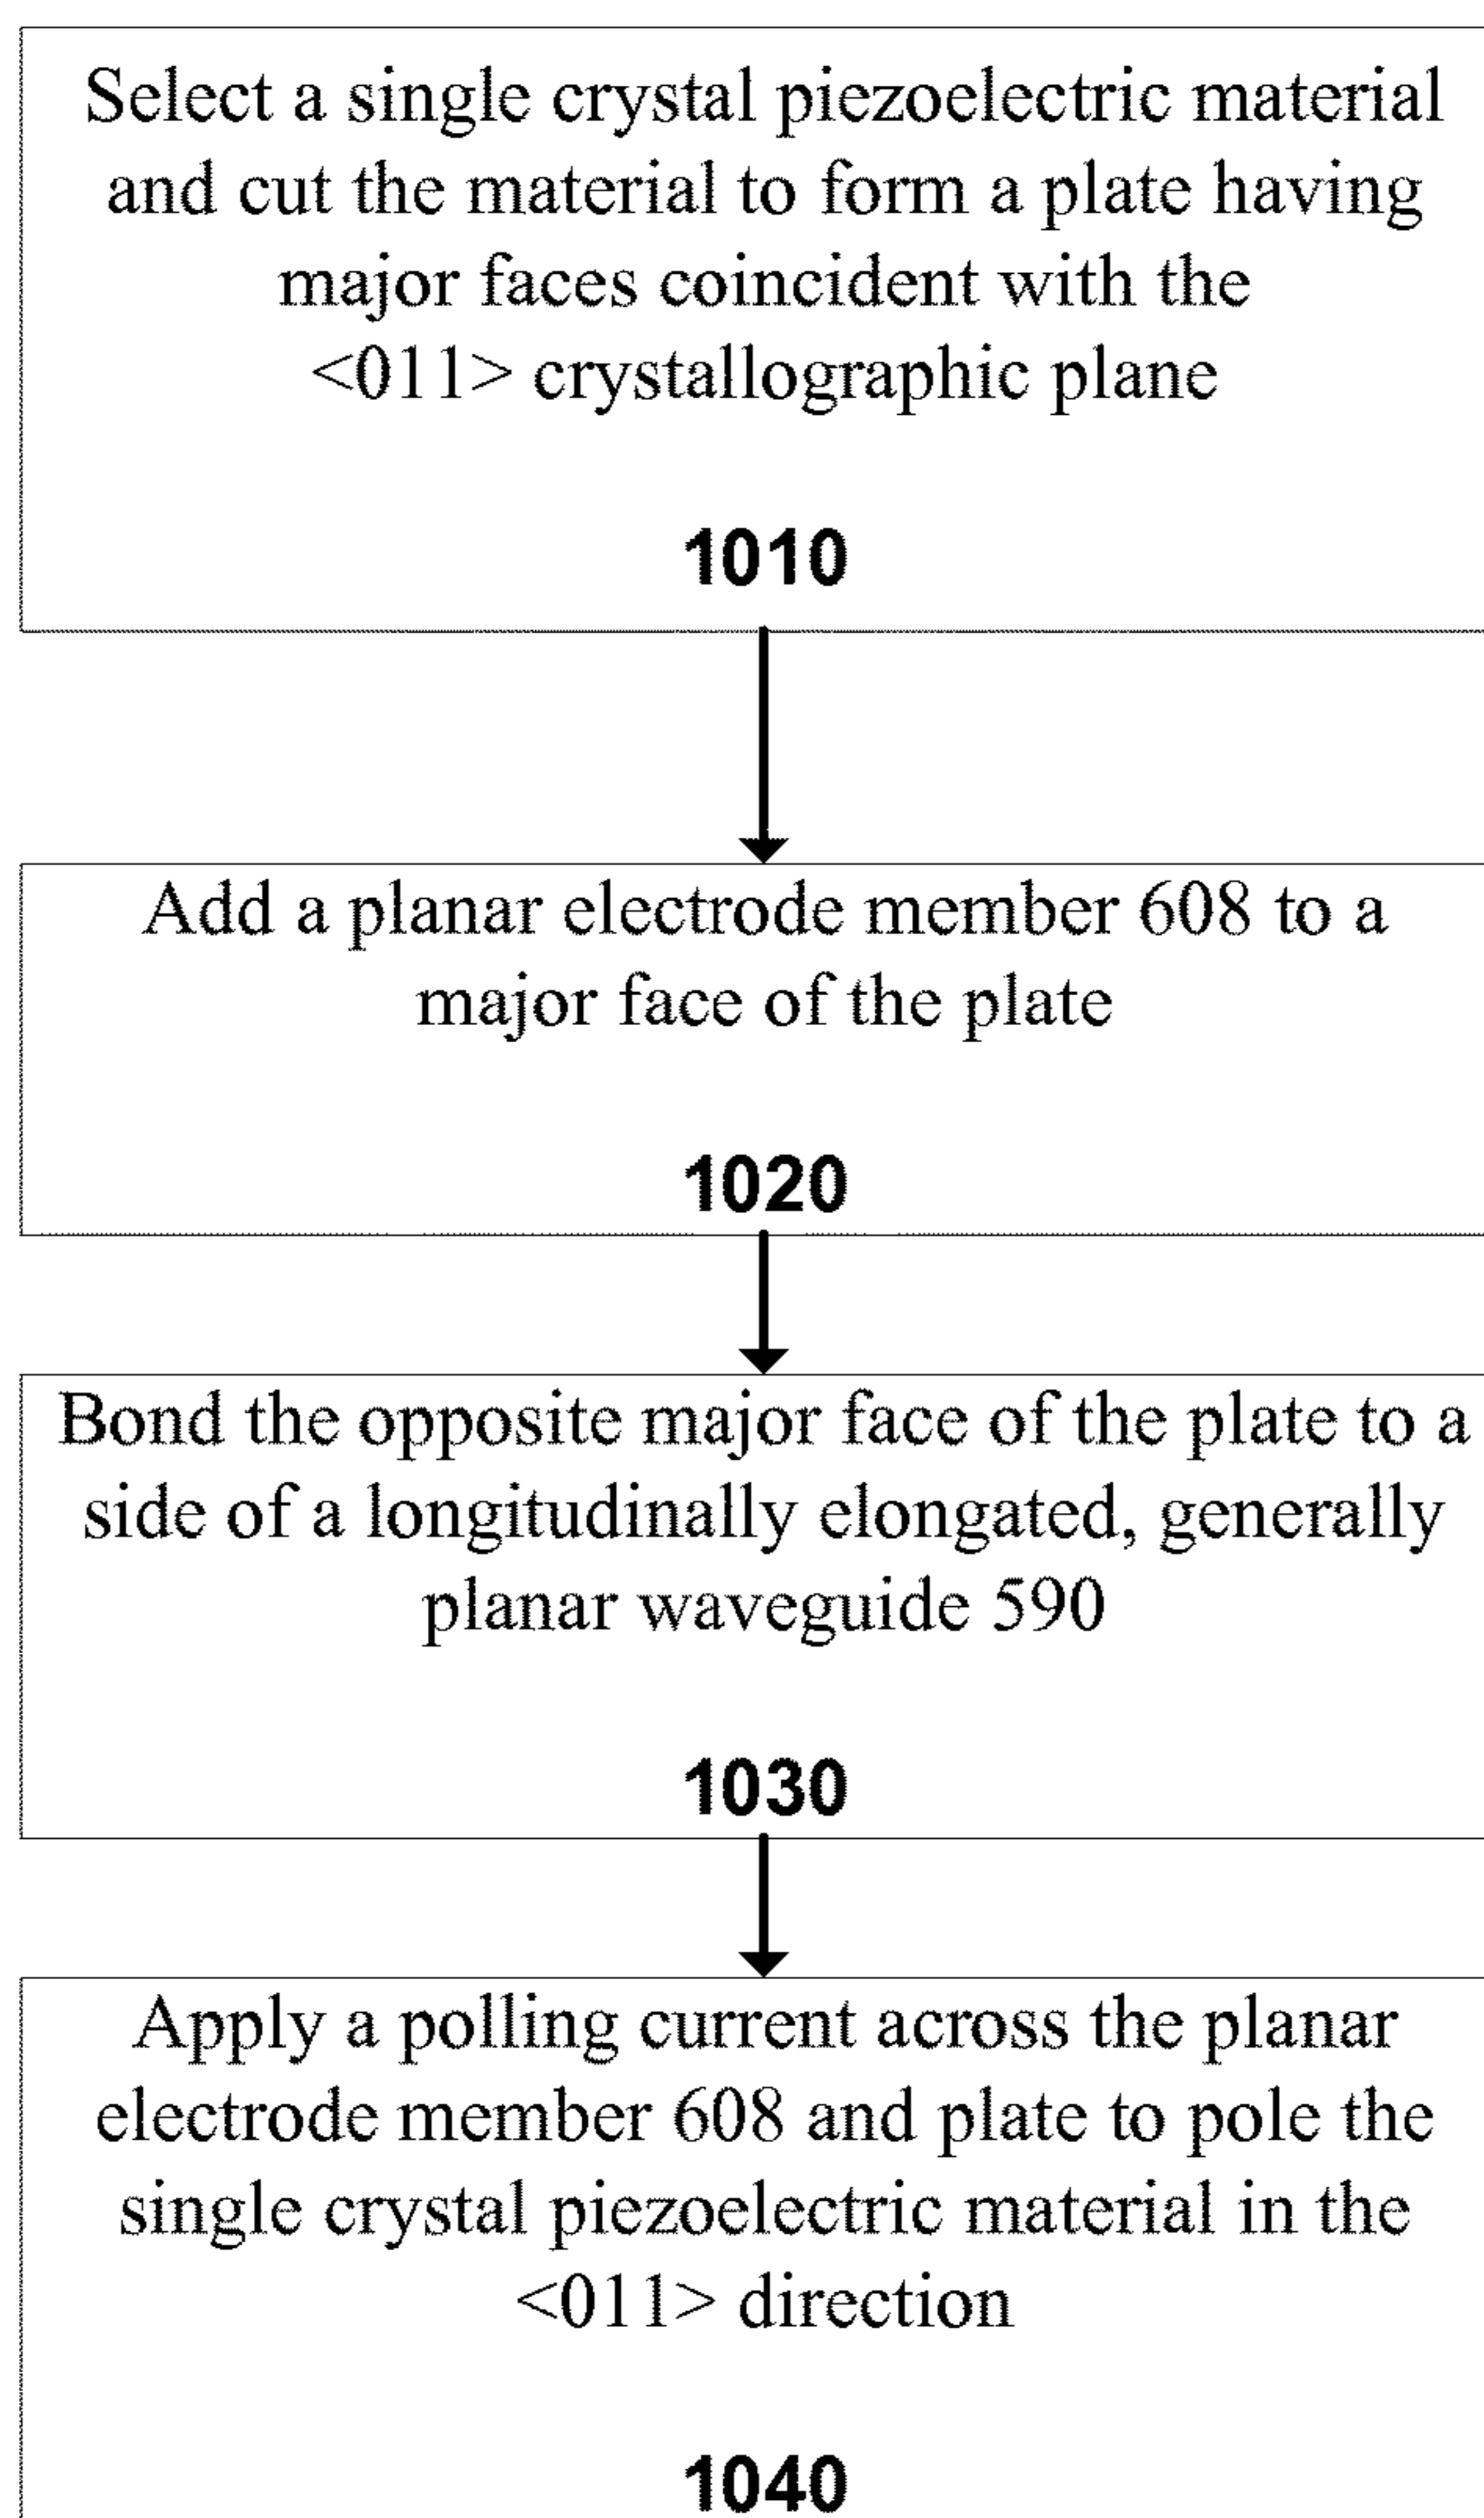 Select a single crystal piezoelectric material
and cut the material to form a plate having
major faces coincident with the
<011> crystallographic plane
1010
Add a planar electrode member 608 to a
major face of the plate
1020
Bond the opposite major face of the plate to a
side of a longitudinally elongated, generally
planar waveguide 590
1030
Apply a polling current across the planar
electrode member 608 and plate to pole the
single crystal piezoelectric material in the
<011> direction
1040